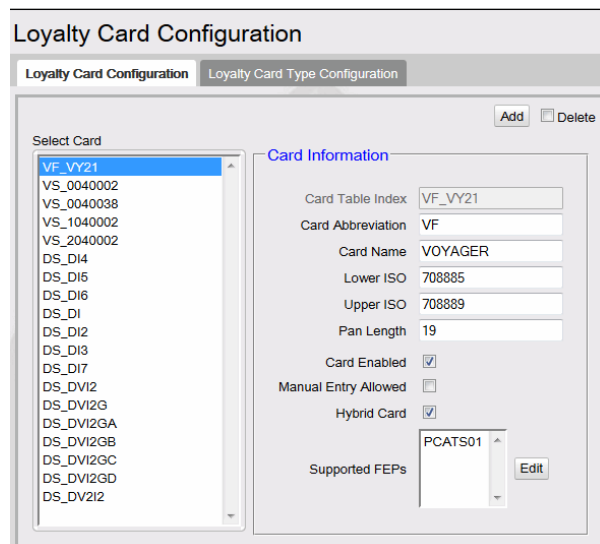 Loyalty Card Configuration
Loyalty Card Configuration
Loyalty Card Type Configuration
Add
Delete
Select Card
VF_VY21
VS_0040002
VS_0040038
VS_1040002
VS_2040002
DS_DI4
DS_DI5
DS_DI6
DS_DI
DS_DI2
DS_DI3
DS_DI7
DS_DVI2
DS_DVI2G
DS_DVI2GA
DS_DVI2GB
DS_DVI2GC
DS_DVI2GD
DS_DV2I2
Card Information
Card Table Index VF_VY21
Card Abbreviation VF
Card Name VOYAGER
Lower ISO 708885
Upper ISO 708889
Pan Length 19
Card Enabled
Manual Entry Allowed
Hybrid Card
Supported FEPs PCATS01 Edit